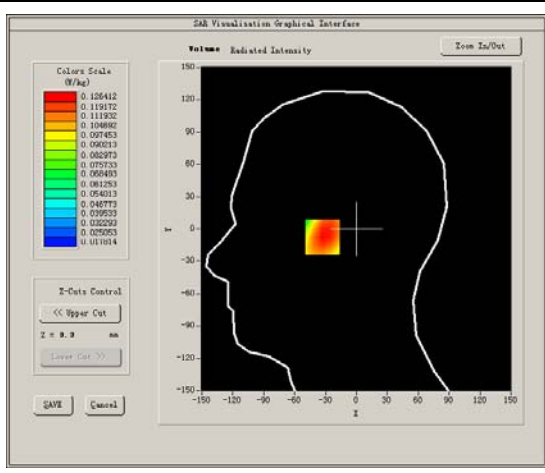 SAR Visualisation Graphical Interface
Volume Radiated Intensity
Zoom In/Out
Colors Scale
(W/kg)
0.126412
0.119172
0.111932
0.104692
0.097453
0.090213
0.082973
0.075733
0.068493
0.061253
0.054013
0.046773
0.039533
0.032293
0.025053
0.017814
Z-Cuts Control
<< Upper Cut
Z = 0.0 mm
Lower Cut >>
SAVE
Cancel
150
120
90
60
30
0
-30
-60
-90
-120
-150
Y
-150 -120 -90 -60 -30 0 30 60 90 120 150
X